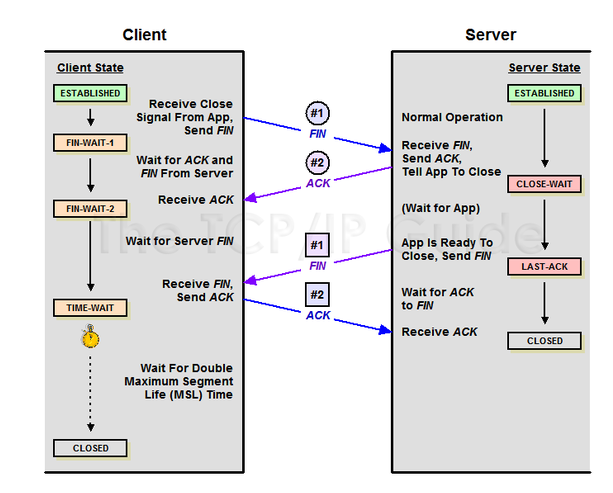 Client
Server
Client State
Server State
ESTABLISHED
ESTABLISHED
Receive Close
Signal From App,
Send FIN
#1
FIN
Normal Operation
FIN-WAIT-1
Receive FIN,
Send ACK,
Tell App To Close
Wait for ACK and
FIN From Server
#2
ACK
CLOSE-WAIT
Receive ACK
FIN-WAIT-2
(Wait for App)
The TCP/IP Guide
Wait for Server FIN
#1
FIN
App Is Ready To
Close, Send FIN
LAST-ACK
Receive FIN,
Send ACK
#2
ACK
Wait for ACK
to FIN
TIME-WAIT
Receive ACK
CLOSED
Wait For Double
Maximum Segment
Life (MSL) Time
CLOSED